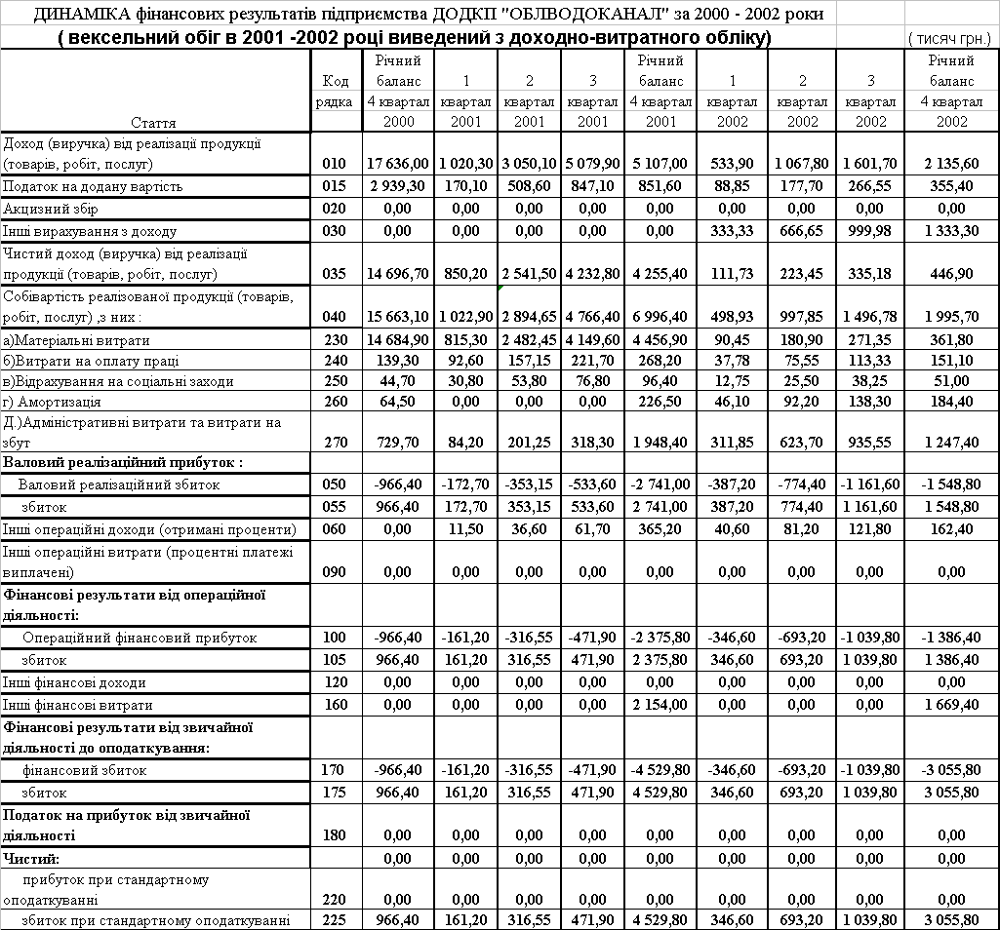 ДИНАМІКА фінансових результатів підприємства ДОДКП "ОБЛВОДОКАНАЛ" за 2000 - 2002 роки
( вексельний обіг в 2001 -2002 році виведений з доходно-витратного обліку) ( тисяч грн.)
Річний Річний Річний
Код баланс 1 2 3 баланс 1 2 3 баланс
рядка 4 квартал квартал квартал квартал 4 квартал квартал квартал квартал 4 квартал
Стаття 2000 2001 2001 2001 2001 2002 2002 2002 2002
Доход (виручка) від реалізації продукції
(товарів, робіт, послуг) 010 17 636,00 1 020,30 3 050,10 5 079,90 5 107,00 533,90 1 067,80 1 601,70 2 135,60
Податок на додану вартість 015 2 939,30 170,10 508,60 847,10 851,60 88,85 177,70 266,55 355,40
Акцизний збір 020 0,00 0,00 0,00 0,00 0,00 0,00 0,00 0,00 0,00
Інші вирахування з доходу 030 0,00 0,00 0,00 0,00 0,00 333,33 666,65 999,98 1 333,30
Чистий доход (виручка) від реалізації
продукції (товарів, робіт, послуг) 035 14 696,70 850,20 2 541,50 4 232,80 4 255,40 111,73 223,45 335,18 446,90
Собівартість реалізованої продукції (товарів,
робіт, послуг) ,з них : 040 15 663,10 1 022,90 2 894,65 4 766,40 6 996,40 498,93 997,85 1 496,78 1 995,70
а)Матеріальні витрати 230 14 684,90 815,30 2 482,45 4 149,60 4 456,90 90,45 180,90 271,35 361,80
б)Витрати на оплату праці 240 139,30 92,60 157,15 221,70 268,20 37,78 75,55 113,33 151,10
в)Відрахування на соціальні заходи 250 44,70 30,80 53,80 76,80 96,40 12,75 25,50 38,25 51,00
г) Амортизація 260 64,50 0,00 0,00 0,00 226,50 46,10 92,20 138,30 184,40
Д.)Адміністративні витрати та витрати на
збут 270 729,70 84,20 201,25 318,30 1 948,40 311,85 623,70 935,55 1 247,40
Валовий реалізаційний прибуток :
Валовий реалізаційний збиток 050 -966,40 -172,70 -353,15 -533,60 -2 741,00 -387,20 -774,40 -1 161,60 -1 548,80
збиток 055 966,40 172,70 353,15 533,60 2 741,00 387,20 774,40 1 161,60 1 548,80
Інші операційні доходи (отримані проценти) 060 0,00 11,50 36,60 61,70 365,20 40,60 81,20 121,80 162,40
Інші операційні витрати (процентні платежі
виплачені) 090 0,00 0,00 0,00 0,00 0,00 0,00 0,00 0,00 0,00
Фінансові результати від операційної
діяльності:
Операційний фінансовий прибуток 100 -966,40 -161,20 -316,55 -471,90 -2 375,80 -346,60 -693,20 -1 039,80 -1 386,40
збиток 105 966,40 161,20 316,55 471,90 2 375,80 346,60 693,20 1 039,80 1 386,40
Інші фінансові доходи 120 0,00 0,00 0,00 0,00 0,00 0,00 0,00 0,00 0,00
Інші фінансові витрати 160 0,00 0,00 0,00 0,00 2 154,00 0,00 0,00 0,00 1 669,40
Фінансові результати від звичайної
діяльності до оподаткування:
фінансовий збиток 170 -966,40 -161,20 -316,55 -471,90 -4 529,80 -346,60 -693,20 -1 039,80 -3 055,80
збиток 175 966,40 161,20 316,55 471,90 4 529,80 346,60 693,20 1 039,80 3 055,80
Податок на прибуток від звичайної
діяльності 180 0,00 0,00 0,00 0,00 0,00 0,00 0,00 0,00 0,00
Чистий: 0,00 0,00 0,00 0,00 0,00 0,00 0,00 0,00 0,00
прибуток при стандартному
оподаткуванні 220 0,00 0,00 0,00 0,00 0,00 0,00 0,00 0,00 0,00
збиток при стандартному оподаткуванні 225 966,40 161,20 316,55 471,90 4 529,80 346,60 693,20 1 039,80 3 055,80